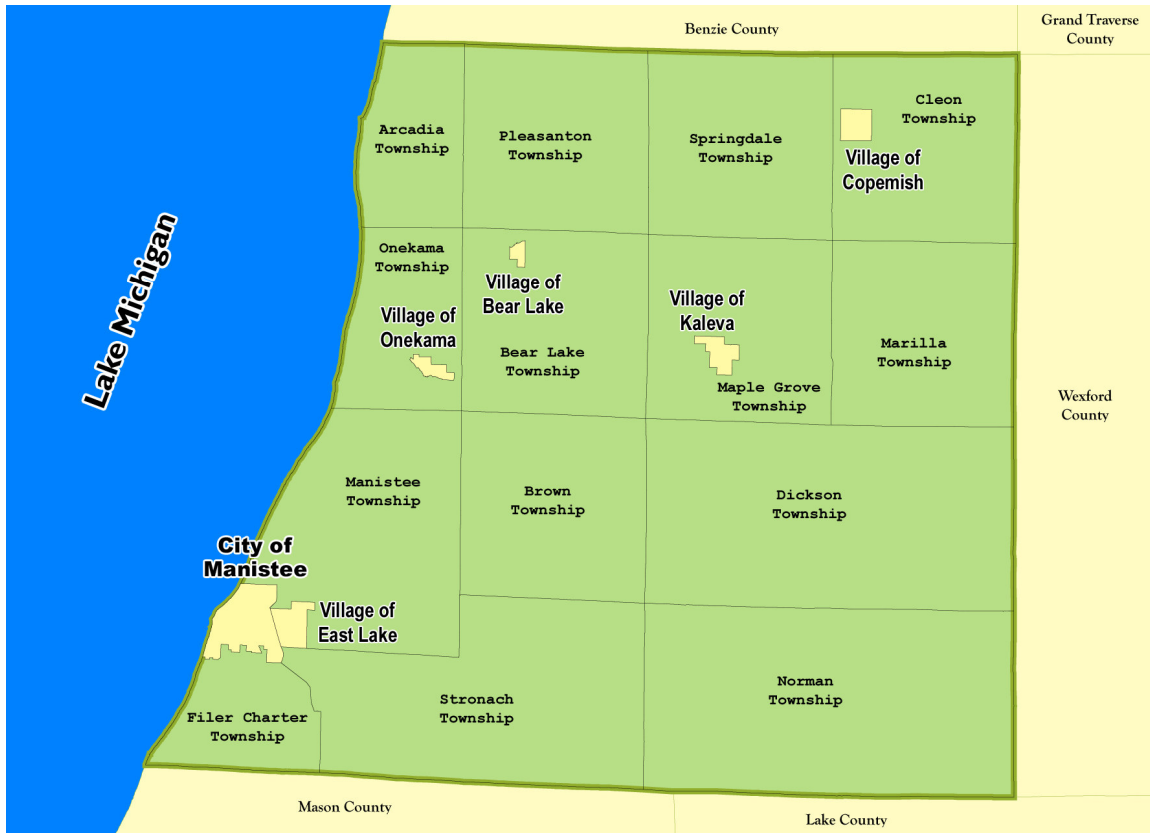 Benzie County
Grand Traverse
County
Cleon
Township
Arcadia
Township
Pleasanton
Township
Springdale
Township
Village of
Copemish
Onekama
Township
Village of
Bear Lake
Village of
Kaleva
Village of
Onekama
Lake Michigan
Bear Lake
Township
Marilla
Township
Maple Grove
Township
Wexford
County
Manistee
Township
Brown
Township
Dickson
Township
City of
Manistee
Village of
East Lake
Norman
Township
Stronach
Township
Filer Charter
Township
Mason County
Lake County